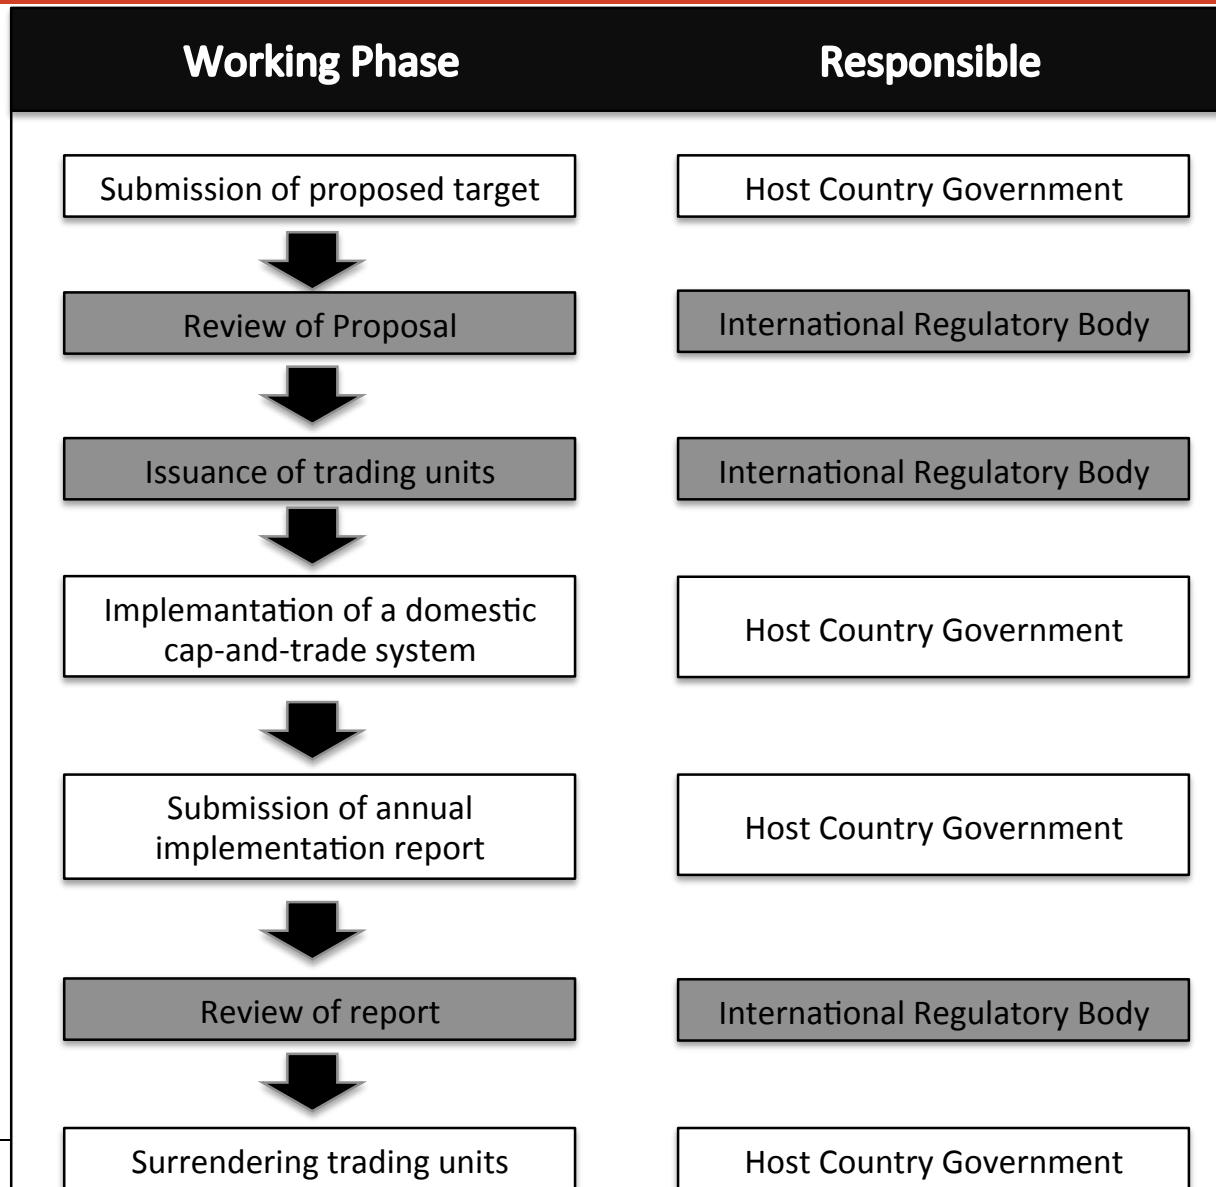 Working Phase
Responsible
Submission of proposed target
Host Country Government
Review of Proposal
International Regulatory Body
Issuance of trading units
International Regulatory Body
Implemantation of a domestic
cap-and-trade system
Host Country Government
Submission of annual
implementation report
Host Country Government
Review of report
International Regulatory Body
Surrendering trading units
Host Country Government